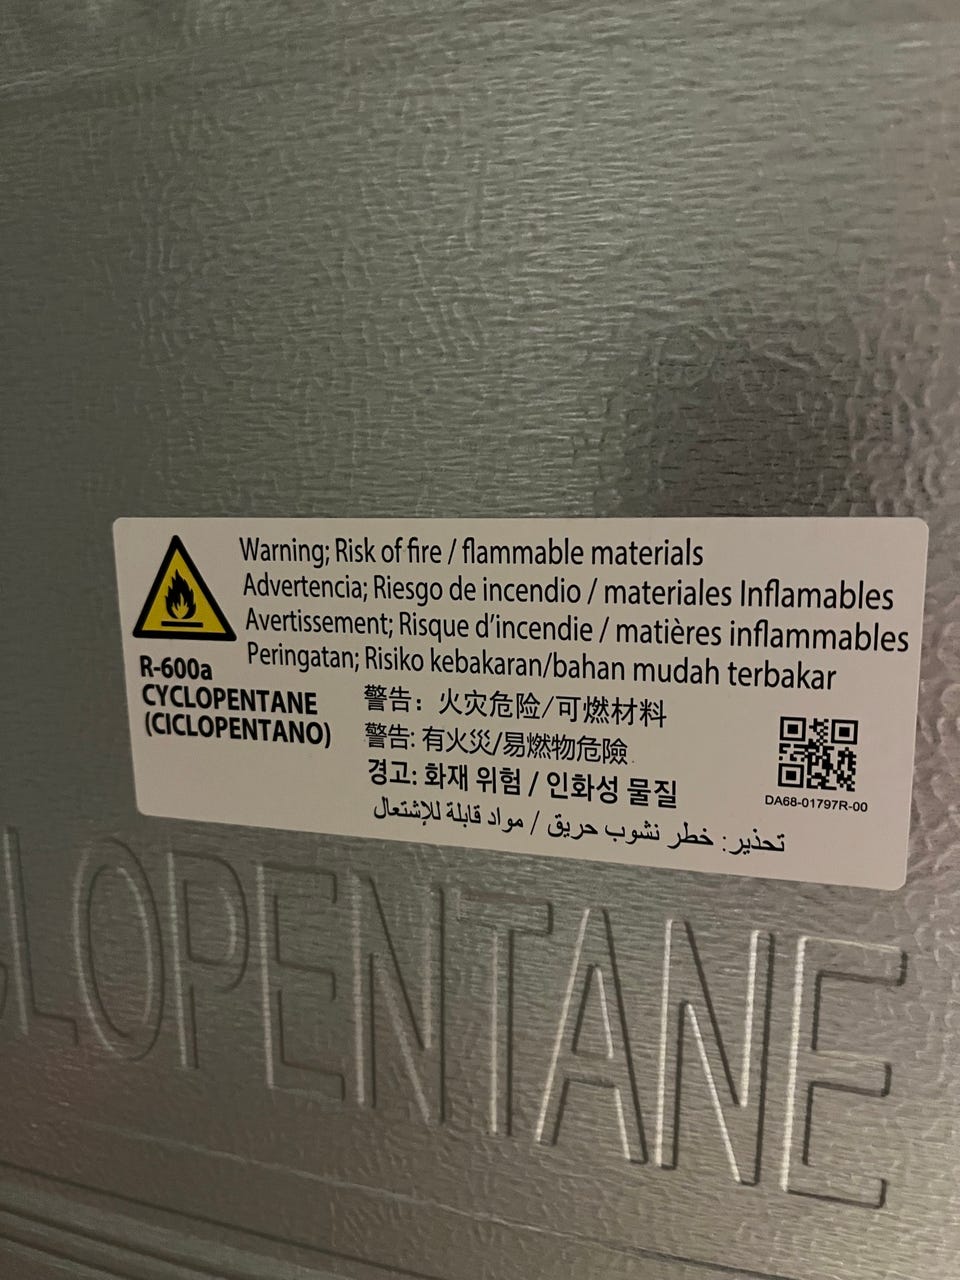 Warning; Risk of fire / flammable materials
Advertencia; Riesgo de incendio / materiales Inflamables
Avertissement; Risque d'incendie / matières inflammables
Peringatan; Risiko kebakaran/bahan mudah terbakar
R-600a
CYCLOPENTANE
(CICLOPENTANO)
警告：火灾危险/可燃材料
警告: 有火災/易燃物危險.
경고: 화재 위험 / 인화성 물질
تحذير: خطر نشوب حريق / مواد قابلة للإشتعال
DA68-01797R-00
CLOPENTANE